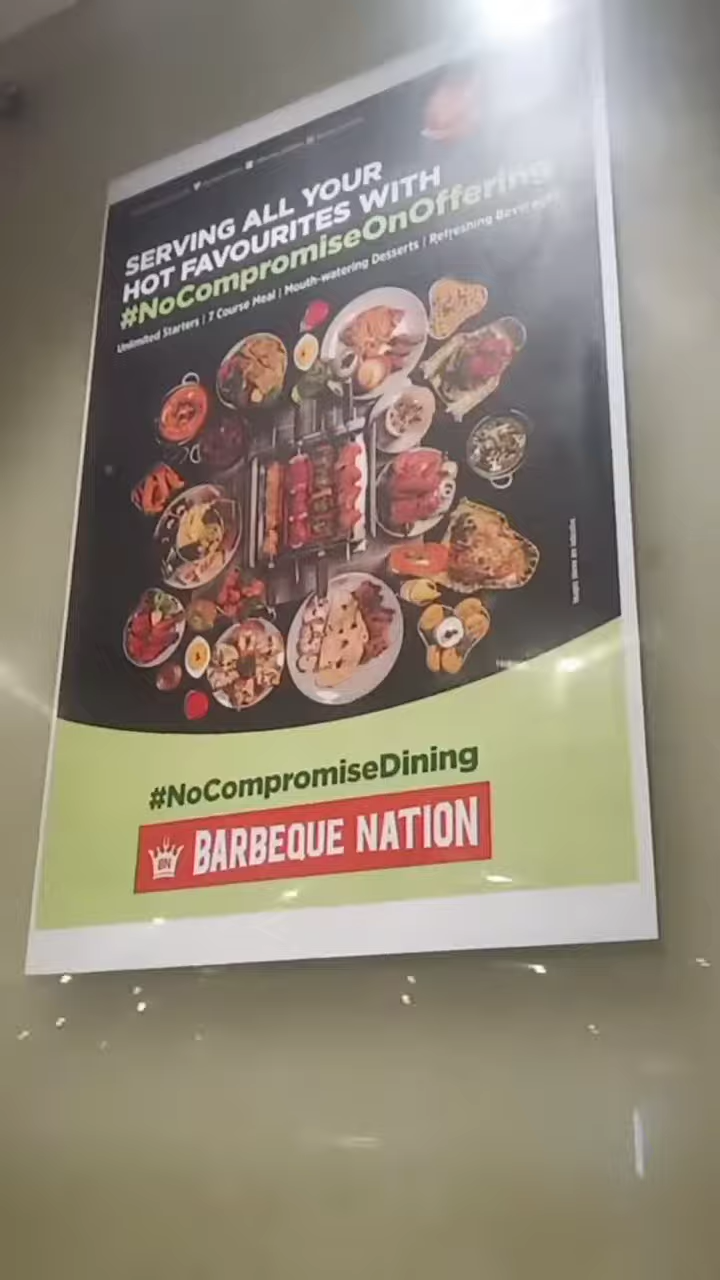 SERVING ALL YOUR
HOT FAVOURITES WITH
#NoCompromiseOnOffering
Unlimited Starters | 7 Course Meal | Mouth-watering Desserts | Refreshing Beverages
#NoCompromiseDining
BN BARBEQUE NATION